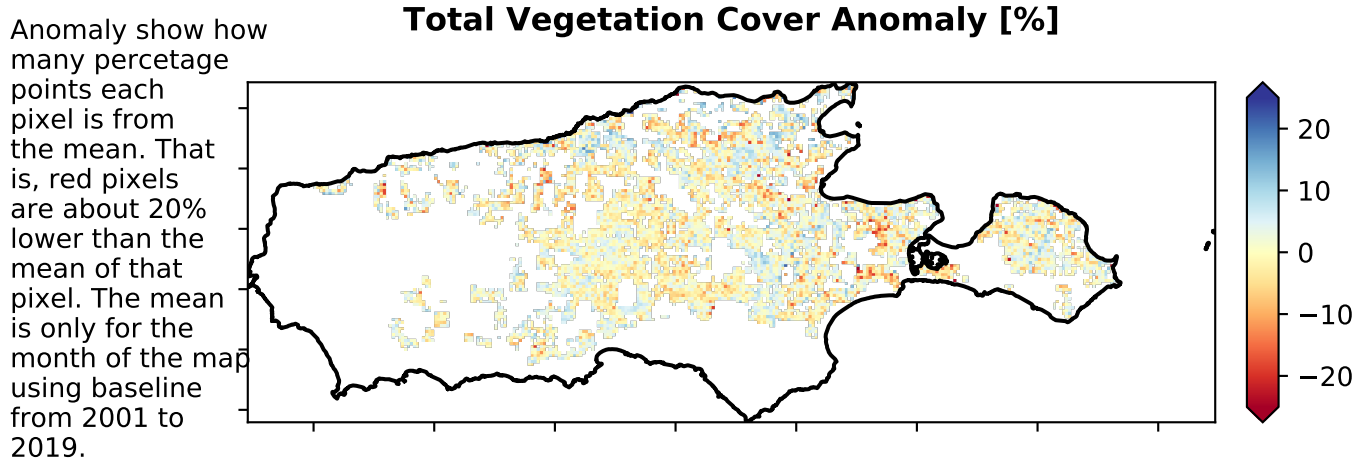 Total Vegetation Cover Anomaly [%]
Anomaly show how
many percetage
points each
pixel is from
the mean. That
is, red pixels
are about 20%
lower than the
mean of that
pixel. The mean
is only for the
month of the map
using baseline
from 2001 to
2019.
20
10
0
−10
−20